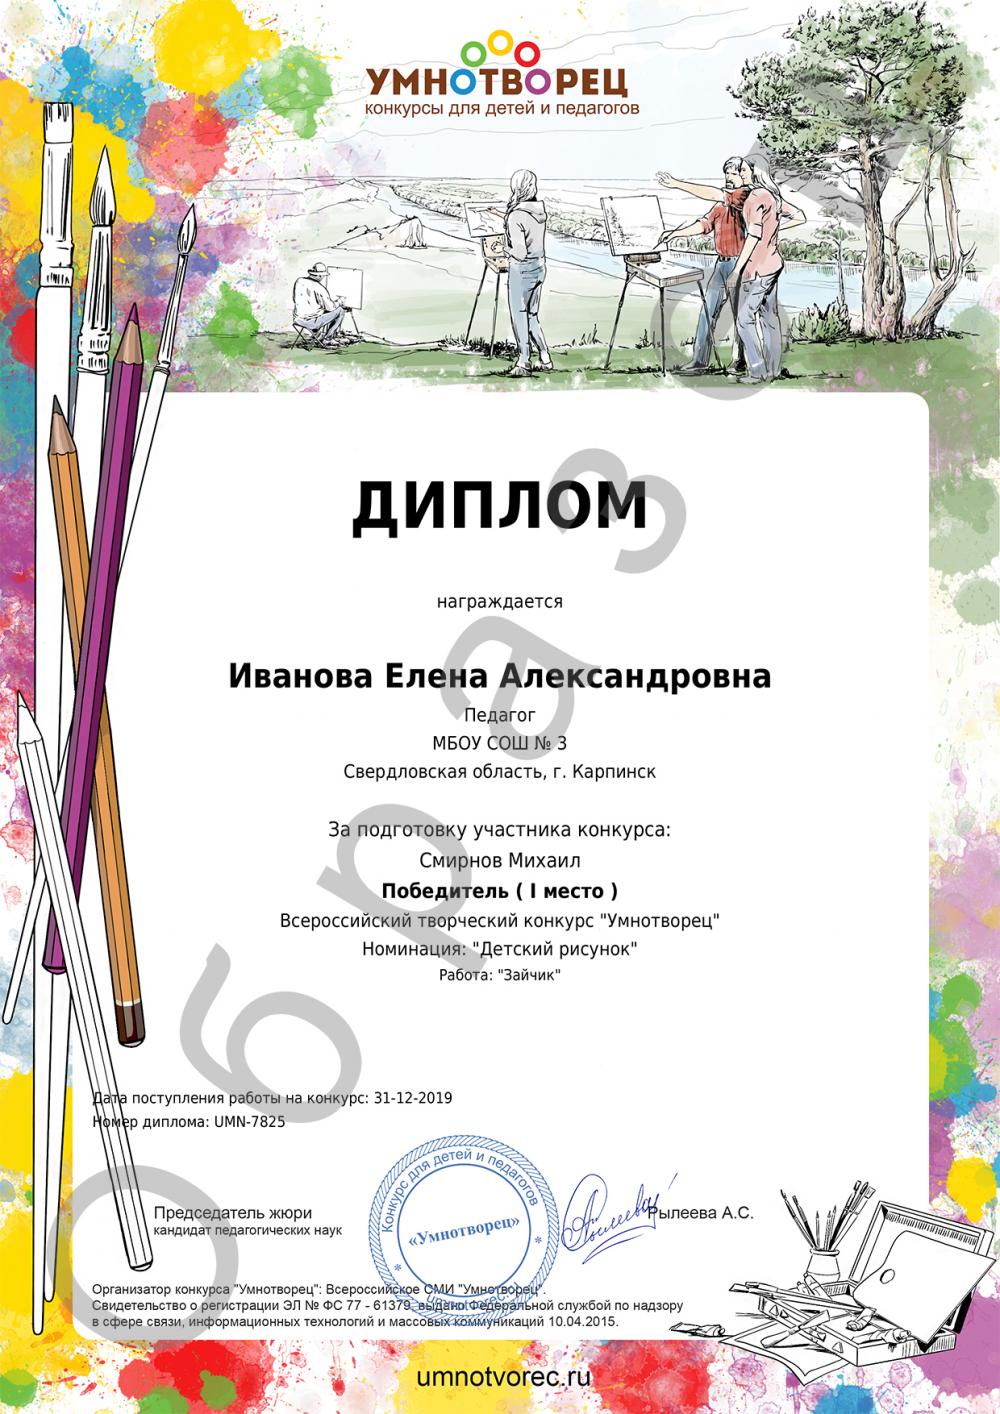 УМНОТВОРЕЦ
конкурсы для детей и педагогов
ДИПЛОМ
награждается
Иванова Елена Александровна
Педагог
МБОУ СОШ № 3
Свердловская область, г. Карпинск
За подготовку участника конкурса:
Смирнов Михаил
Победитель ( I место )
Всероссийский творческий конкурс "Умнотворец"
Номинация: "Детский рисунок"
Работа: "Зайчик"
Образец
Дата поступления работы на конкурс: 31-12-2019
Номер диплома: UMN-7825
Председатель жюри
кандидат педагогических наук
Конкурс для детей и педагогов
«Умнотворец»
umnotvorec.ru
Рылеева А.С.
Организатор конкурса "Умнотворец": Всероссийское СМИ "Умнотворец".
Свидетельство о регистрации ЭЛ № ФС 77 - 61379, выдано Федеральной службой по надзору
в сфере связи, информационных технологий и массовых коммуникаций 10.04.2015.
umnotvorec.ru